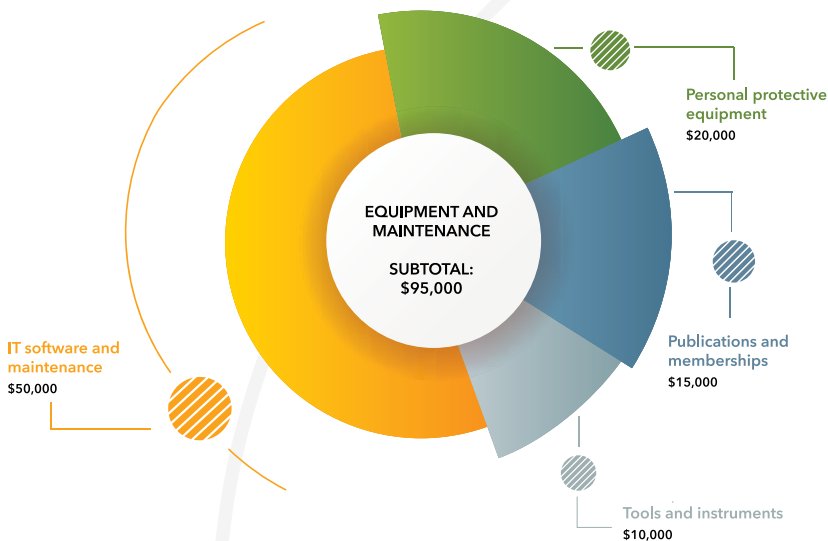 Personal protective
equipment
$20,000
EQUIPMENT AND
MAINTENANCE
SUBTOTAL:
$95,000
Publications and
memberships
$15,000
IT software and
maintenance
$50,000
Tools and instruments
$10,000